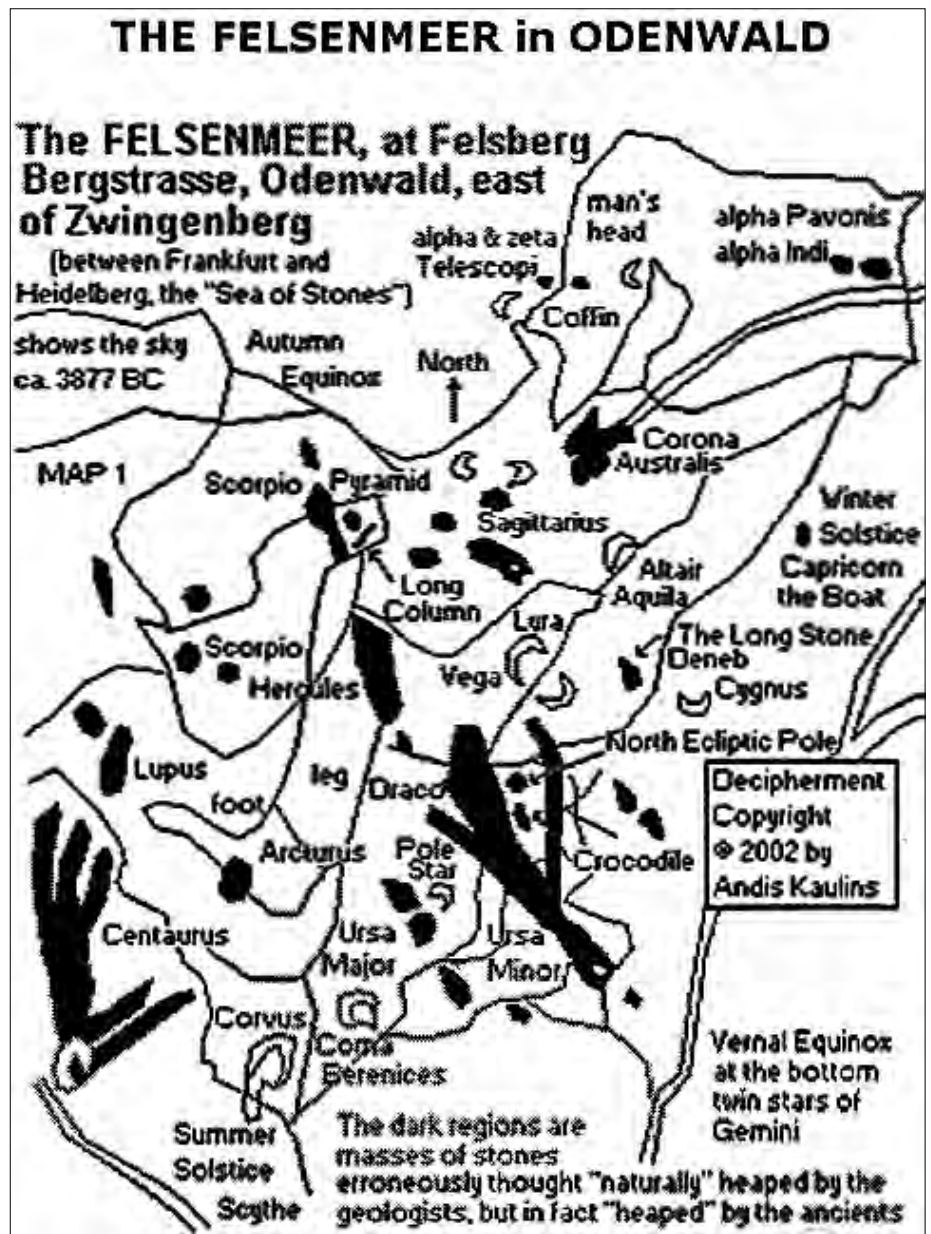 THE FELSENMEER in ODENWALD
The FELSENMEER, at Felsberg
Bergstrasse, Odenwald, east
of Zwingenberg
(between Frankfurt and
Heidelberg, the "Sea of Stones")
shows the sky
ca. 3877 BC
Autumn
Equinox
North
alpha & zeta
Telescopi
man's
head
Coffin
alpha Pavonis
alpha Indi
MAP 1
Scorpio
Pyramid
Corona
Australis
Sagittarius
Long
Column
Altair
Aquila
Winter
Solstice
Capricorn
the Boat
Scorpio
Hercules
Lyra
Vega
The Long Stone
Deneb
Cygnus
North Ecliptic Pole
Lupus
foot
leg
Draco
Crocodile
Decipherment
Copyright
© 2002 by
Andis Kaulins
Arcturus
Pole
Star
Centaurus
Ursa
Major
Ursa
Minor
Corvus
Coma
Berenices
Summer
Solstice
Scythe
Vernal Equinox
at the bottom
twin stars of
Gemini
The dark regions are
masses of stones
erroneously thought "naturally" heaped by the
geologists, but in fact "heaped" by the ancients